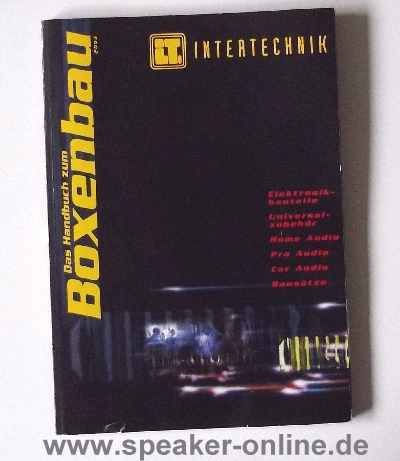 Das Handbuch zum
Boxenbau
2003
I.T. INTERTECHNIK
Elektronik-
bauteile
Universal-
zubehör
Home Audio
Pro Audio
Car Audio
Bausätze
www.speaker-online.de